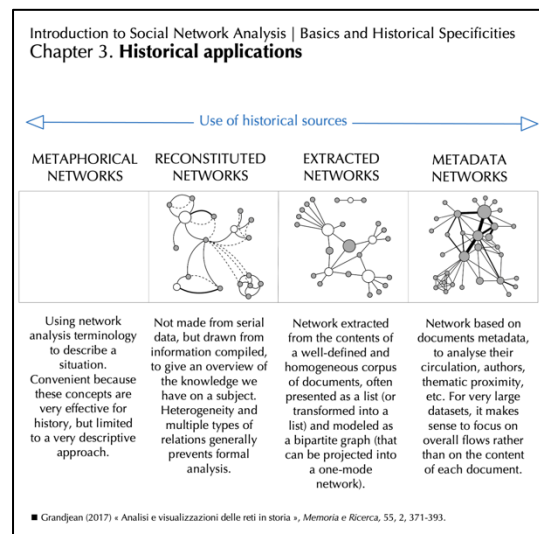 Introduction to Social Network Analysis | Basics and Historical Specificities
Chapter 3. Historical applications
Use of historical sources
METAPHORICAL
NETWORKS
RECONSTITUTED
NETWORKS
EXTRACTED
NETWORKS
METADATA
NETWORKS
Using network
analysis terminology
to describe a
situation.
Convenient because
these concepts are
very effective for
history, but limited
to a very descriptive
approach.
Not made from serial
data, but drawn from
information compiled,
to give an overview of
the knowledge we
have on a subject.
Heterogeneity and
multiple types of
relations generally
prevents formal
analysis.
Network extracted
from the contents of
a well-defined and
homogeneous corpus
of documents, often
presented as a list (or
transformed into a
list) and modeled as
a bipartite graph (that
can be projected into
a one-mode
network).
Network based on
documents metadata,
to analyse their
circulation, authors,
thematic proximity,
etc. For very large
datasets, it makes
sense to focus on
overall flows rather
than on the content
of each document.
■ Grandjean (2017) « Analisi e visualizzazioni delle reti in storia », Memoria e Ricerca, 55, 2, 371-393.